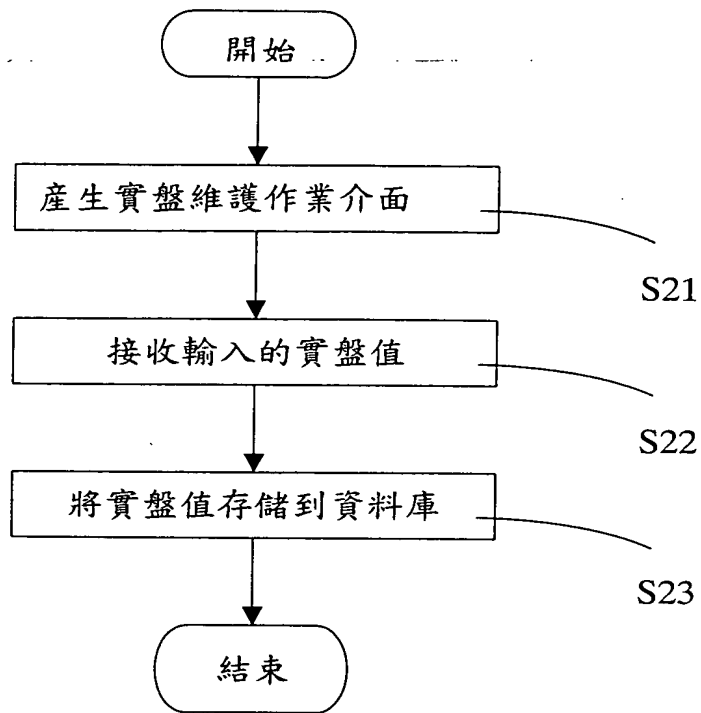 開始
產生實盤維護作業介面
S21
接收輸入的實盤值
S22
將實盤值存儲到資料庫
S23
結束